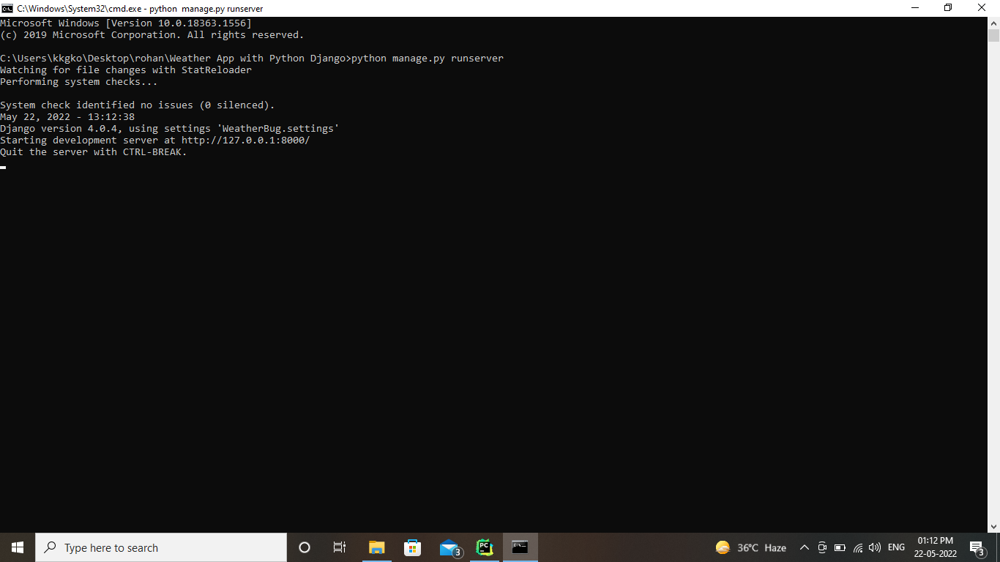 C:\Windows\System32\cmd.exe - python  manage.py runserver
Microsoft Windows [Version 10.0.18363.1556]
(c) 2019 Microsoft Corporation. All rights reserved.
C:\Users\kkgko\Desktop\rohan\Weather App with Python Django>python manage.py runserver
Watching for file changes with StatReloader
Performing system checks...
System check identified no issues (0 silenced).
May 22, 2022 - 13:12:38
Django version 4.0.4, using settings 'WeatherBug.settings'
Starting development server at http://127.0.0.1:8000/
Quit the server with CTRL-BREAK.
Type here to search
3
PC
36°C Haze
ENG
01:12 PM
22-05-2022
3